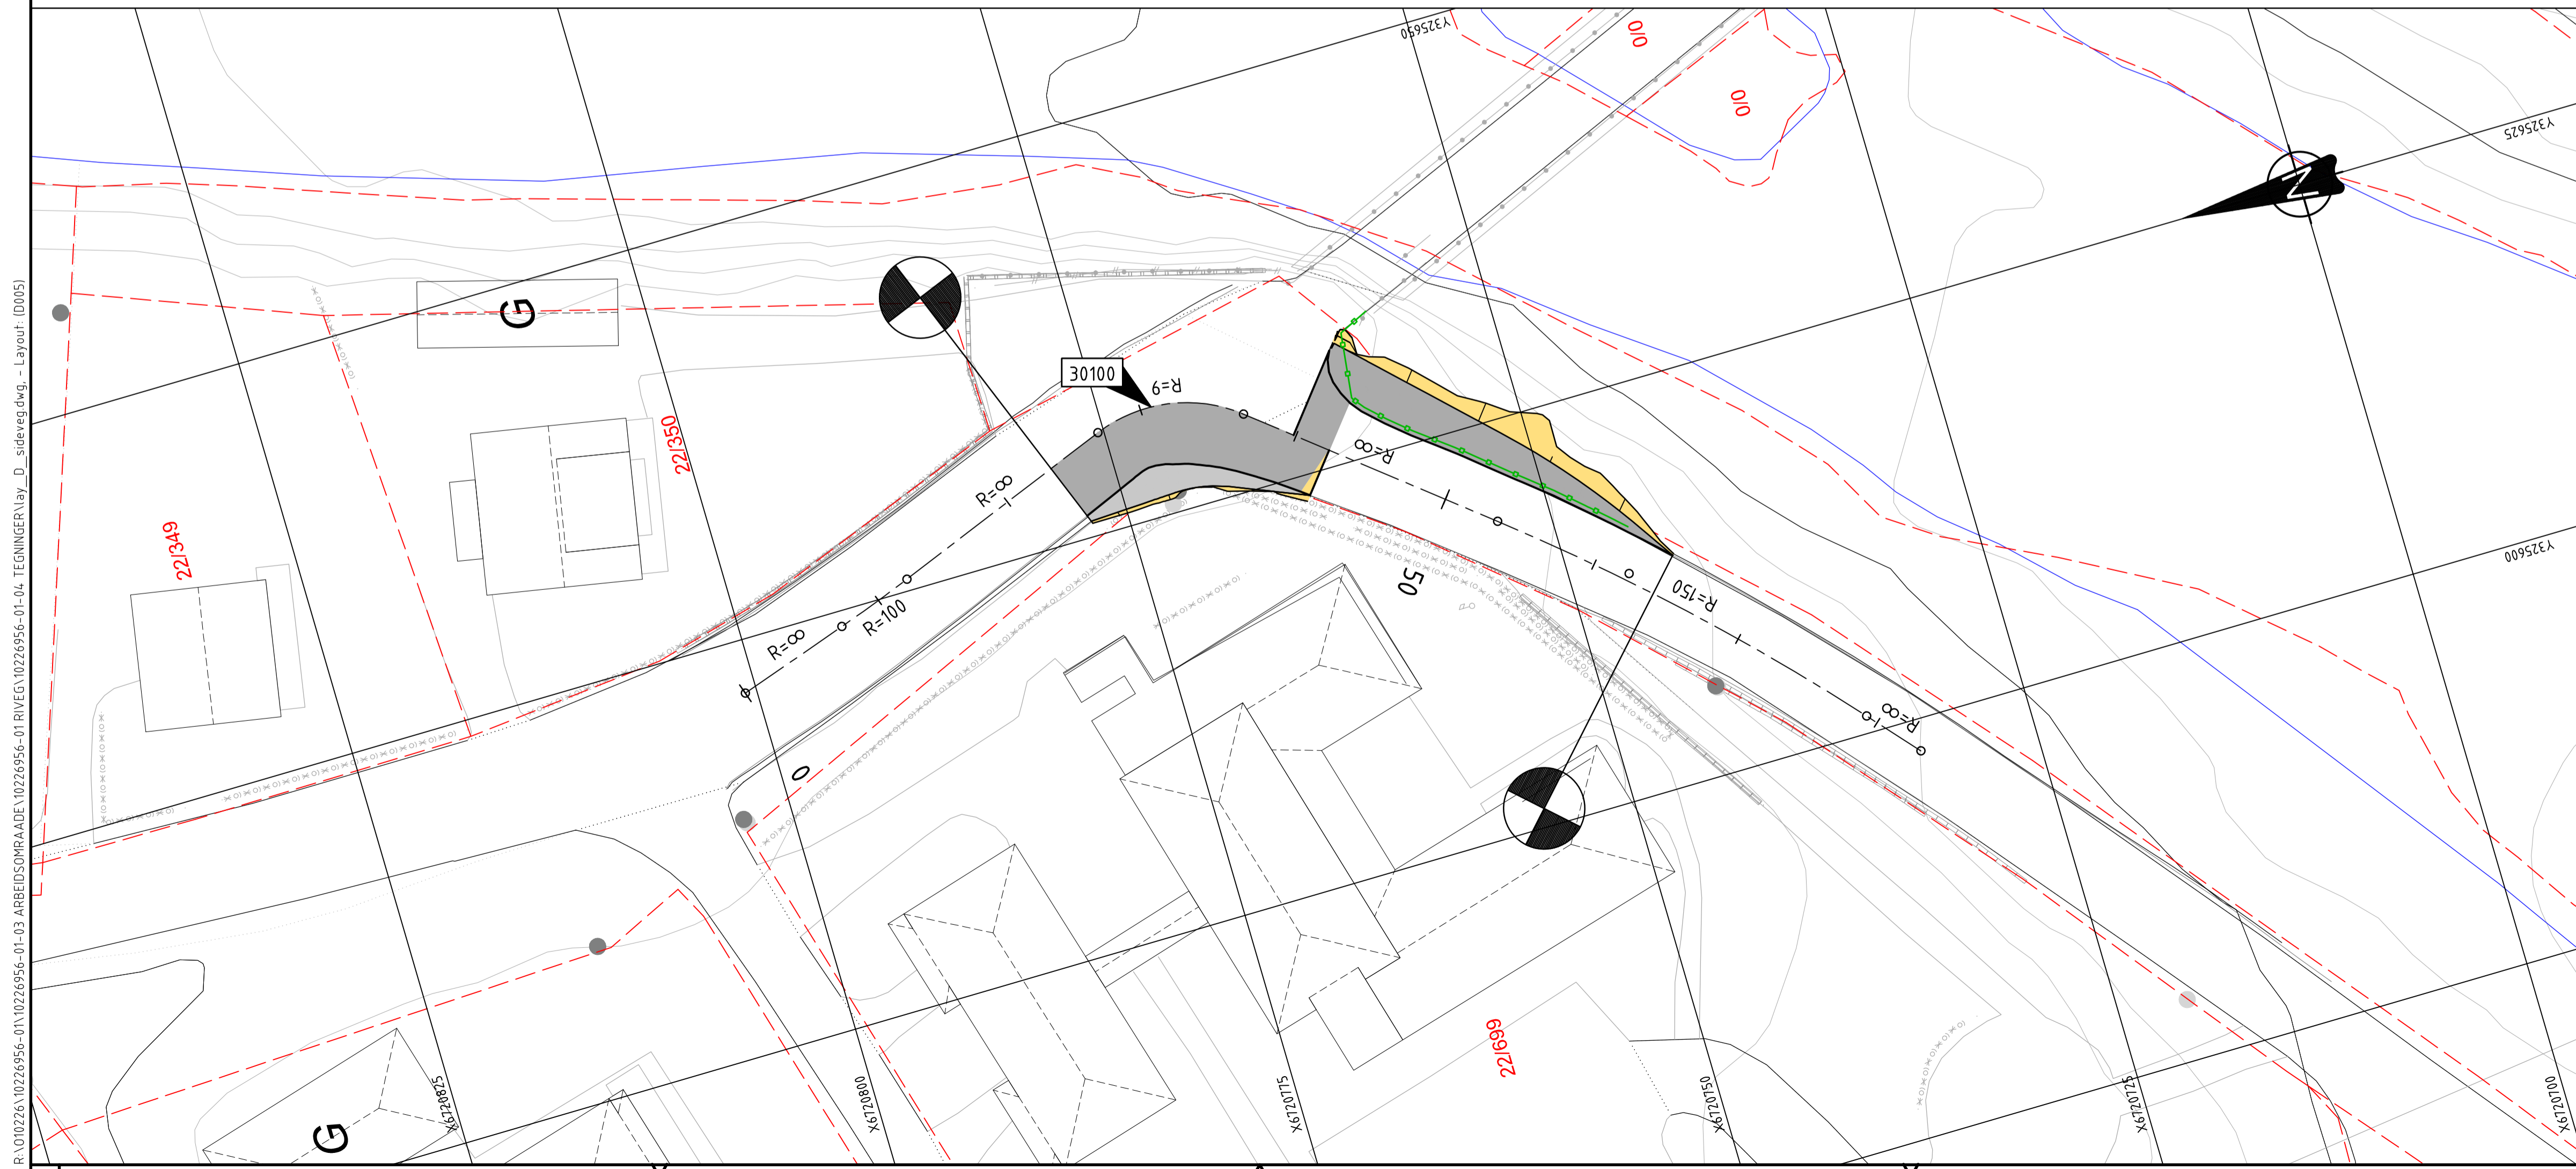 R:\O10226\10226956-01\10226956-01-03 ARBEIDSOMRAADE\10226956-01 RIVEG\10226956-01-04 TEGNINGER\lay_D_sideveg.dwg, - Layout: (D005)
Y325650
0/0
0/0
Y325625
N
G
30100
R=9
22/350
R=∞
R=∞
22/349
Y325600
50
R=150
R=100
R=∞
R=∞
0
22/699
X6720825
X6720800
X6720775
X6720750
X6720725
X6720700
G